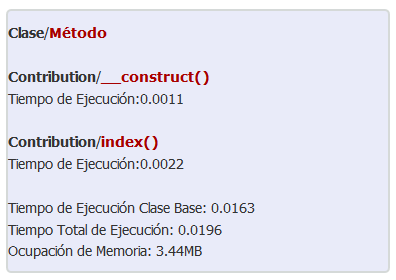 Clase/Método
Contribution/__construct()
Tiempo de Ejecución:0.0011
Contribution/index()
Tiempo de Ejecución:0.0022
Tiempo de Ejecución Clase Base: 0.0163
Tiempo Total de Ejecución: 0.0196
Ocupación de Memoria: 3.44MB